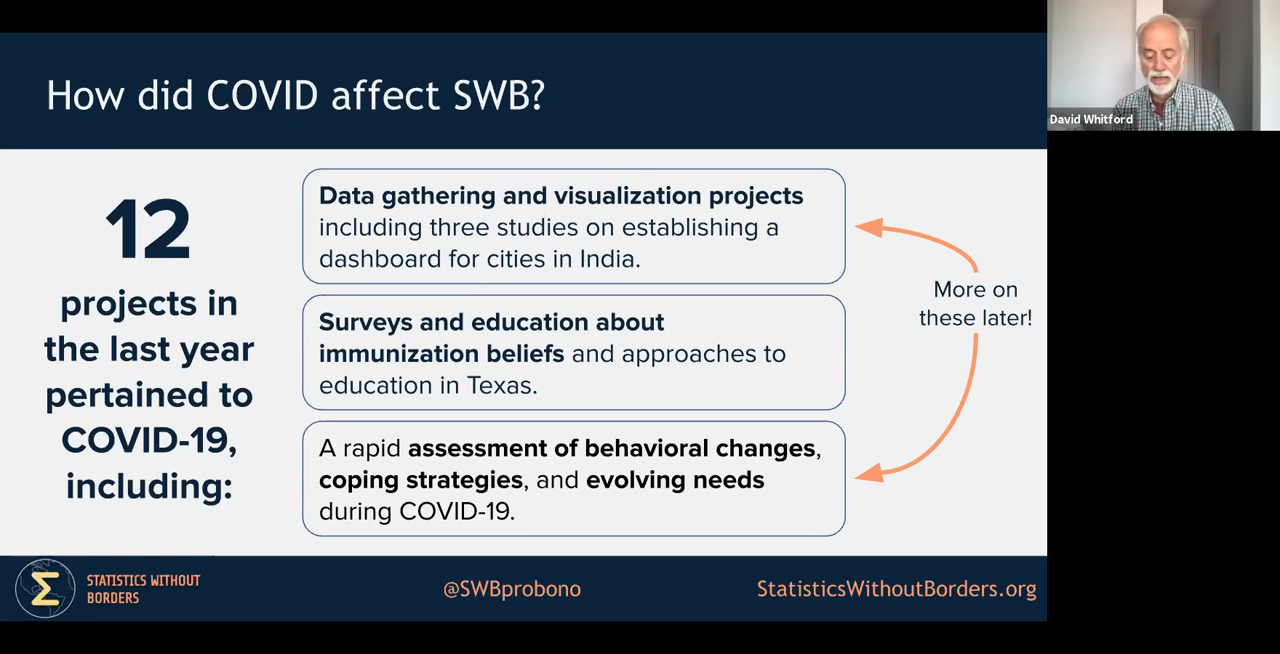 How did COVID affect SWB?
David Whitford
12
projects in
the last year
pertained to
COVID-19,
including:
Data gathering and visualization projects
including three studies on establishing a
dashboard for cities in India.
Surveys and education about
immunization beliefs and approaches to
education in Texas.
A rapid assessment of behavioral changes,
coping strategies, and evolving needs
during COVID-19.
More on
these later!
Σ
STATISTICS WITHOUT
BORDERS
@SWBprobono
StatisticsWithoutBorders.org